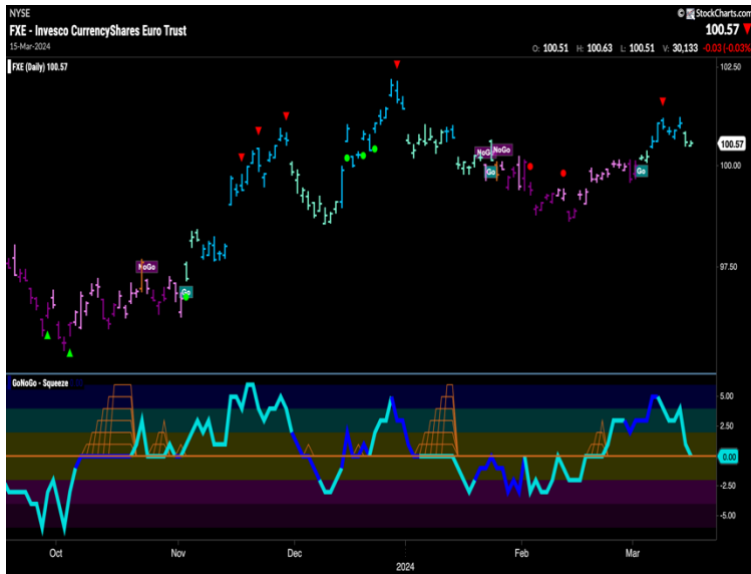 NYSE
© StockCharts.com
FXE - Invesco CurrencyShares Euro Trust
100.57
15-Mar-2024
O: 100.51 H: 100.63 L: 100.51 V: 30,133 -0.03 (-0.03%)
FXE (Daily) 100.57
102.50
NoGo
NoGo
100.57
100.00
Go
Go
NoGo
97.50
Go
GoNoGo - Squeeze
5.00
2.50
0.00
-2.50
-5.00
Oct
Nov
Dec
Feb
Mar
2024